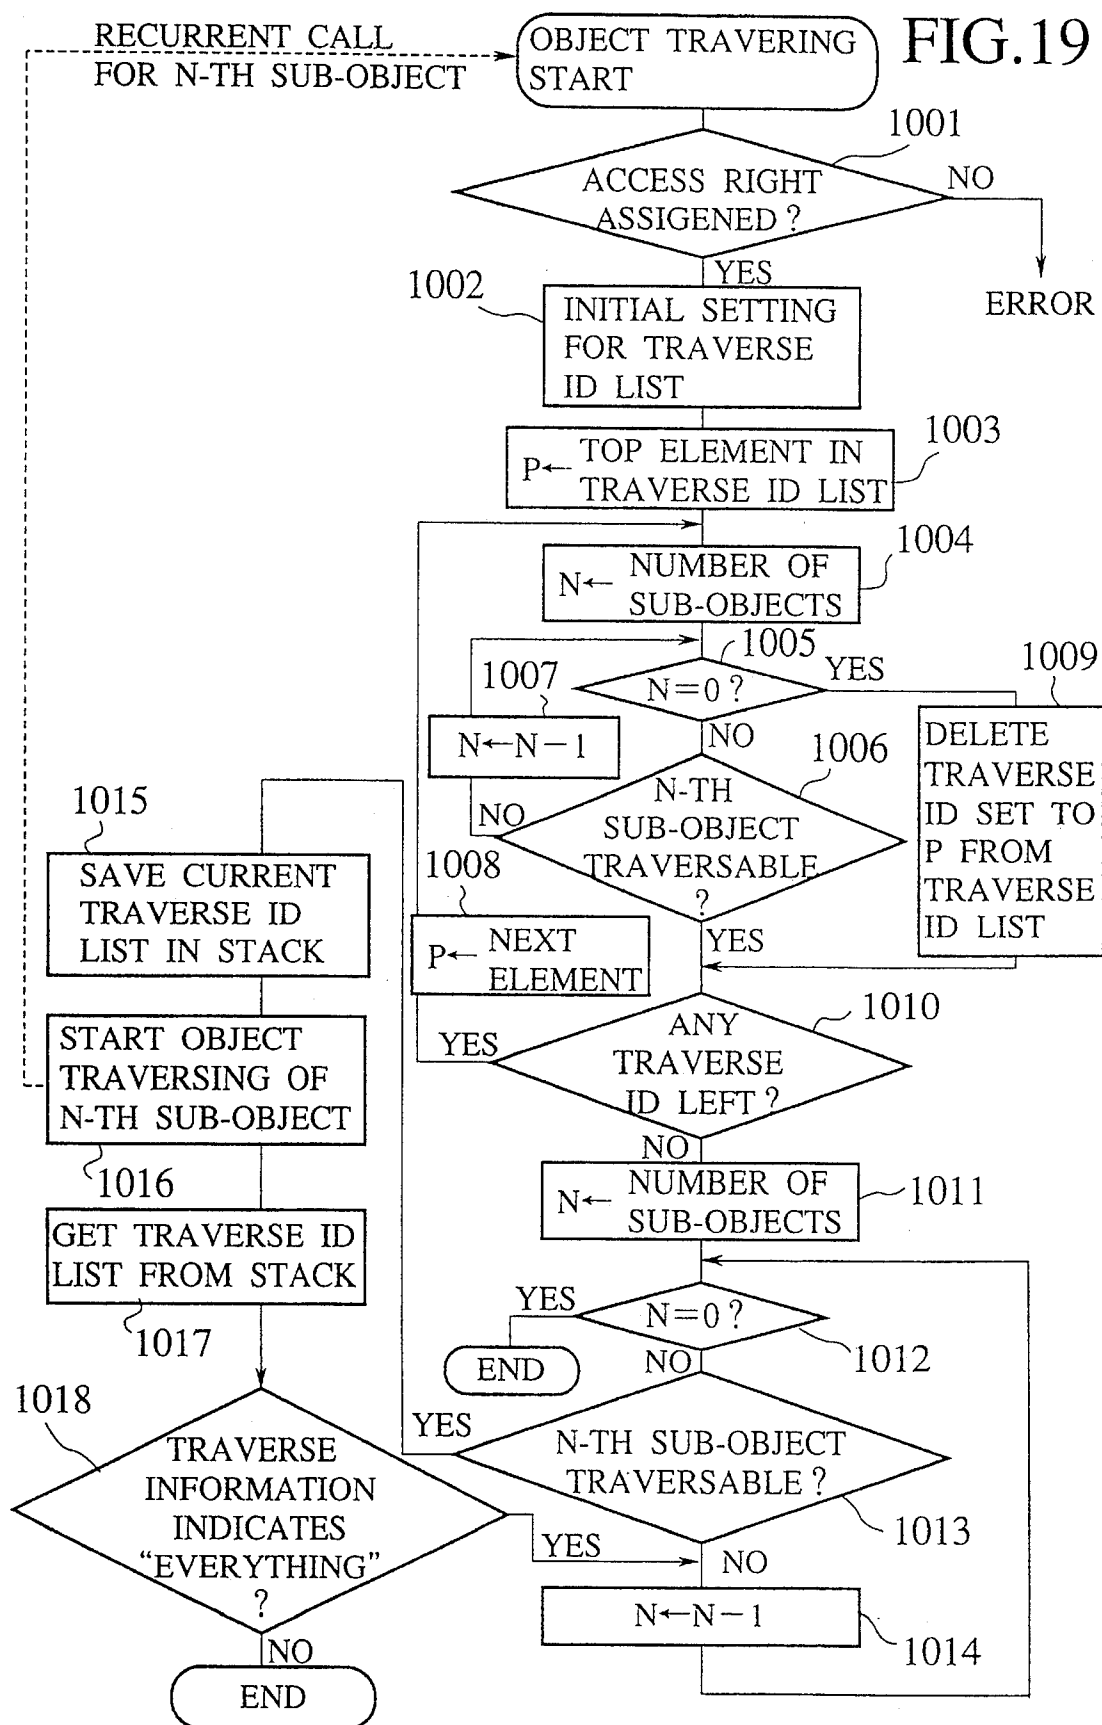 RECURRENT CALL
FOR N-TH SUB-OBJECT
OBJECT TRAVERING
START
FIG.19
1001
ACCESS RIGHT
ASSIGENED ?
NO
YES
ERROR
1002
INITIAL SETTING
FOR TRAVERSE
ID LIST
1003
P← TOP ELEMENT IN
TRAVERSE ID LIST
1004
N← NUMBER OF
SUB-OBJECTS
1005
N=0 ?
YES
NO
1007
N←N−1
1006
N-TH
SUB-OBJECT
TRAVERSABLE
?
NO
YES
1009
DELETE
TRAVERSE
ID SET TO
P FROM
TRAVERSE
ID LIST
1008
P← NEXT
ELEMENT
1010
ANY
TRAVERSE
ID LEFT ?
YES
NO
1011
N← NUMBER OF
SUB-OBJECTS
1012
N=0 ?
YES
END
NO
1013
N-TH SUB-OBJECT
TRAVERSABLE ?
YES
NO
1014
N←N−1
1015
SAVE CURRENT
TRAVERSE ID
LIST IN STACK
START OBJECT
TRAVERSING OF
N-TH SUB-OBJECT
1016
GET TRAVERSE ID
LIST FROM STACK
1017
1018
TRAVERSE
INFORMATION
INDICATES
“EVERYTHING”
?
YES
NO
END